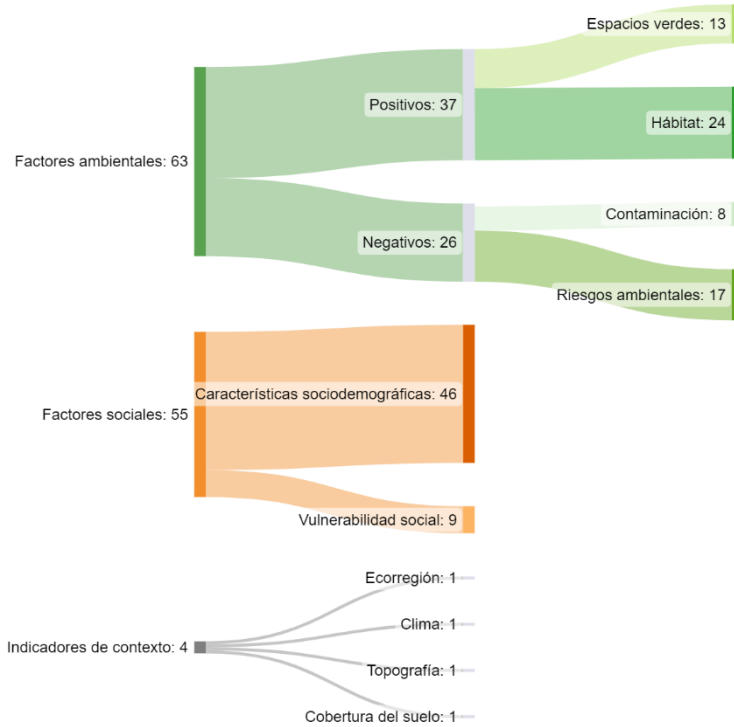 Espacios verdes: 13
Positivos: 37
Hábitat: 24
Factores ambientales: 63
Contaminación: 8
Negativos: 26
Riesgos ambientales: 17
Características sociodemográficas: 46
Factores sociales: 55
Vulnerabilidad social: 9
Ecorregión: 1
Clima: 1
Indicadores de contexto: 4
Topografía: 1
Cobertura del suelo: 1